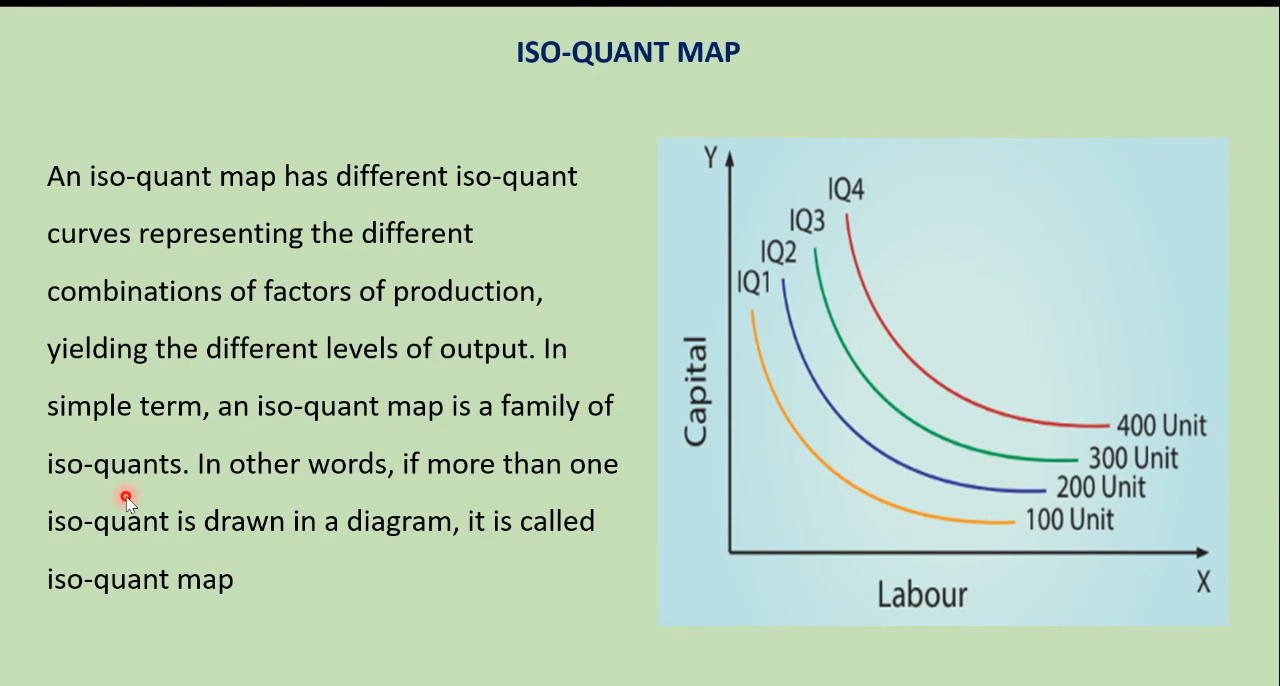 ISO-QUANT MAP
An iso-quant map has different iso-quant
curves representing the different
combinations of factors of production,
yielding the different levels of output. In
simple term, an iso-quant map is a family of
iso-quants. In other words, if more than one
iso-quant is drawn in a diagram, it is called
iso-quant map
Y
IQ4
IQ3
IQ2
IQ1
Capital
400 Unit
300 Unit
200 Unit
100 Unit
X
Labour